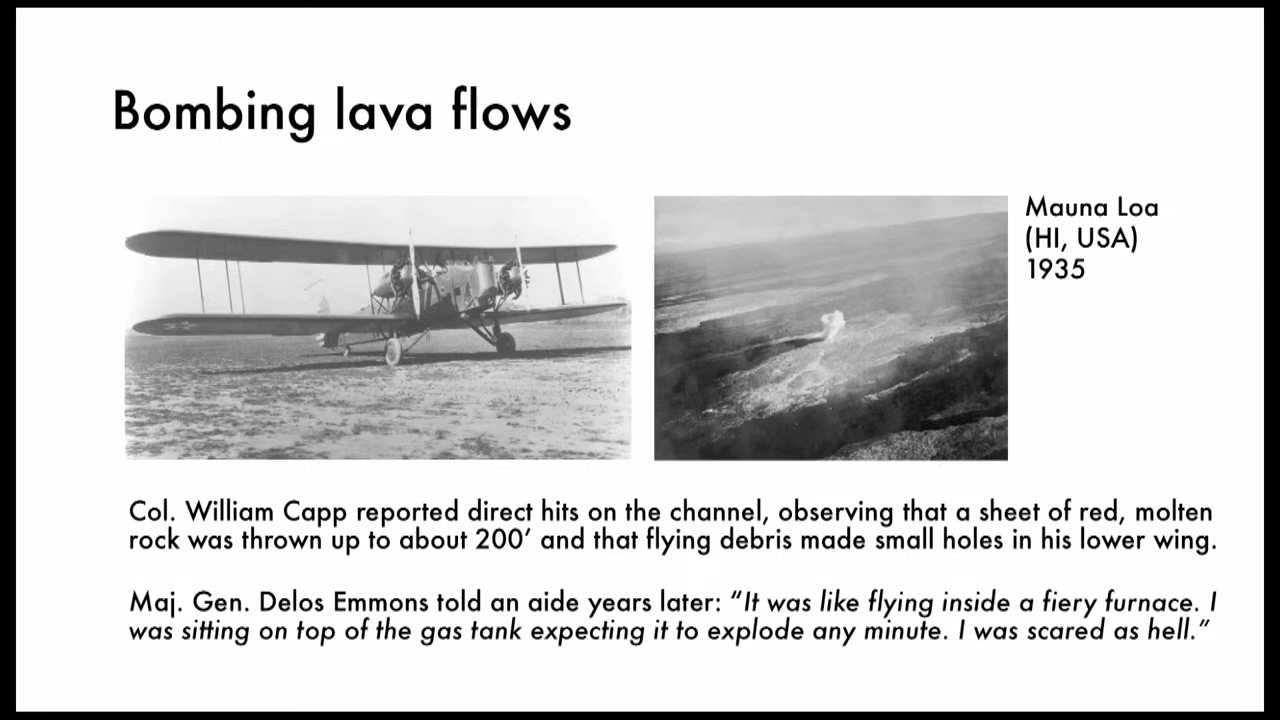 Bombing lava flows
Mauna Loa
(HI, USA)
1935
Col. William Capp reported direct hits on the channel, observing that a sheet of red, molten
rock was thrown up to about 200’ and that flying debris made small holes in his lower wing.
Maj. Gen. Delos Emmons told an aide years later: “It was like flying inside a fiery furnace. I
was sitting on top of the gas tank expecting it to explode any minute. I was scared as hell.”